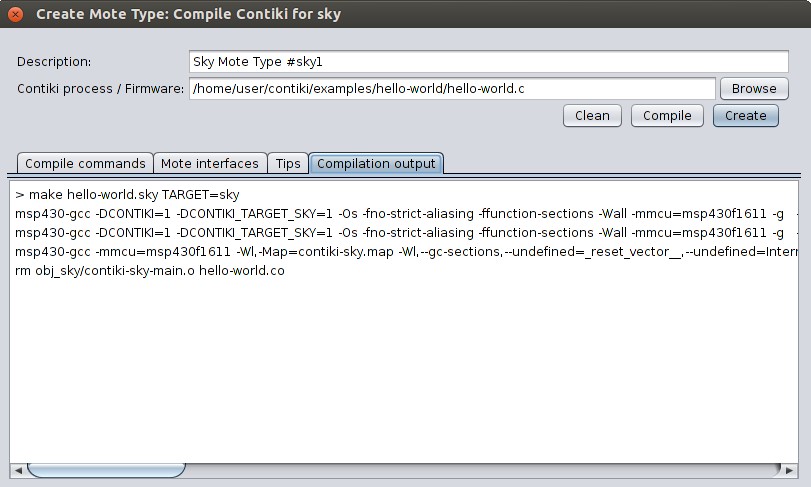 Create Mote Type: Compile Contiki for sky
Description: Sky Mote Type #sky1
Contiki process / Firmware: /home/user/contiki/examples/hello-world/hello-world.c Browse
Clean Compile Create
Compile commands Mote interfaces Tips Compilation output
> make hello-world.sky TARGET=sky
msp430-gcc -DCONTIKI=1 -DCONTIKI_TARGET_SKY=1 -Os -fno-strict-aliasing -ffunction-sections -Wall -mmcu=msp430f1611 -g -
msp430-gcc -DCONTIKI=1 -DCONTIKI_TARGET_SKY=1 -Os -fno-strict-aliasing -ffunction-sections -Wall -mmcu=msp430f1611 -g -
msp430-gcc -mmcu=msp430f1611 -Wl,-Map=contiki-sky.map -Wl,--gc-sections,--undefined=_reset_vector__,--undefined=Interr
rm obj_sky/contiki-sky-main.o hello-world.co